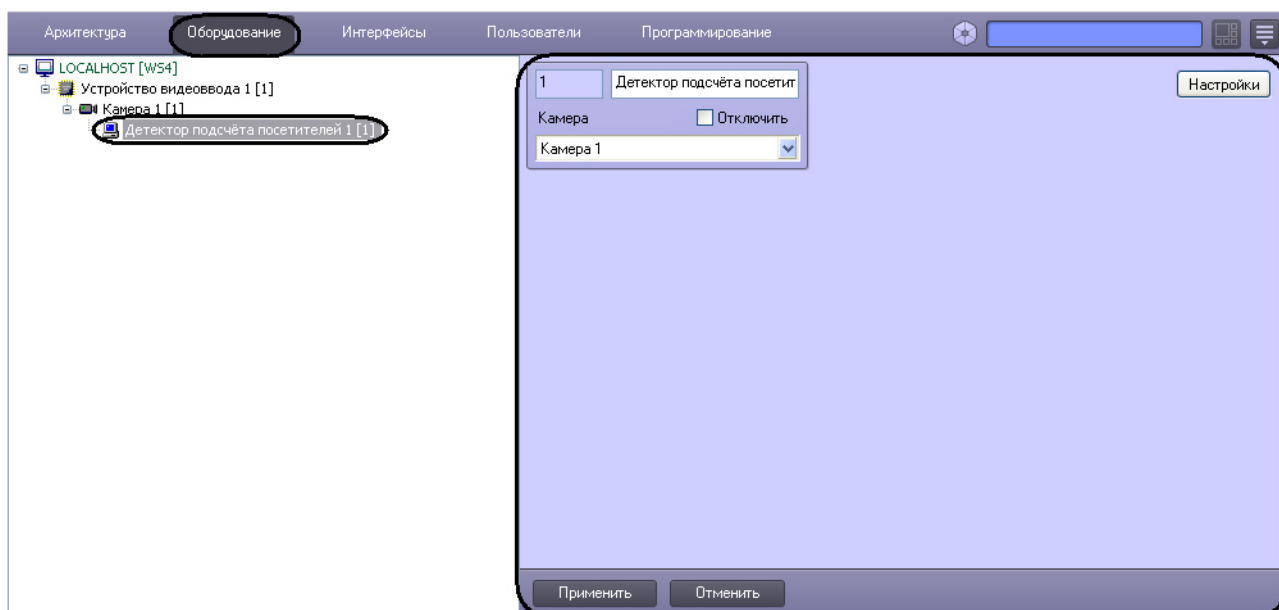 Архитектура Оборудование Интерфейсы Пользователи Программирование
LOCALHOST [WS4]
Устройство видеоввода 1 [1]
Камера 1 [1]
Детектор подсчёта посетителей 1 [1]
1 Детектор подсчёта посетит
Настройки
Камера Отключить
Камера 1
Применить Отменить